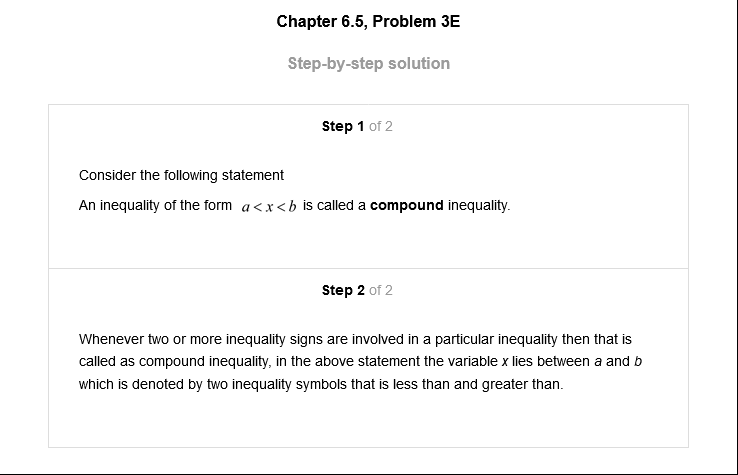 Chapter 6.5, Problem 3E
Step-by-step solution
Step 1 of 2
Consider the following statement
An inequality of the form a < x < b is called a compound inequality.
Step 2 of 2
Whenever two or more inequality signs are involved in a particular inequality then that is
called as compound inequality, in the above statement the variable x lies between a and b
which is denoted by two inequality symbols that is less than and greater than.